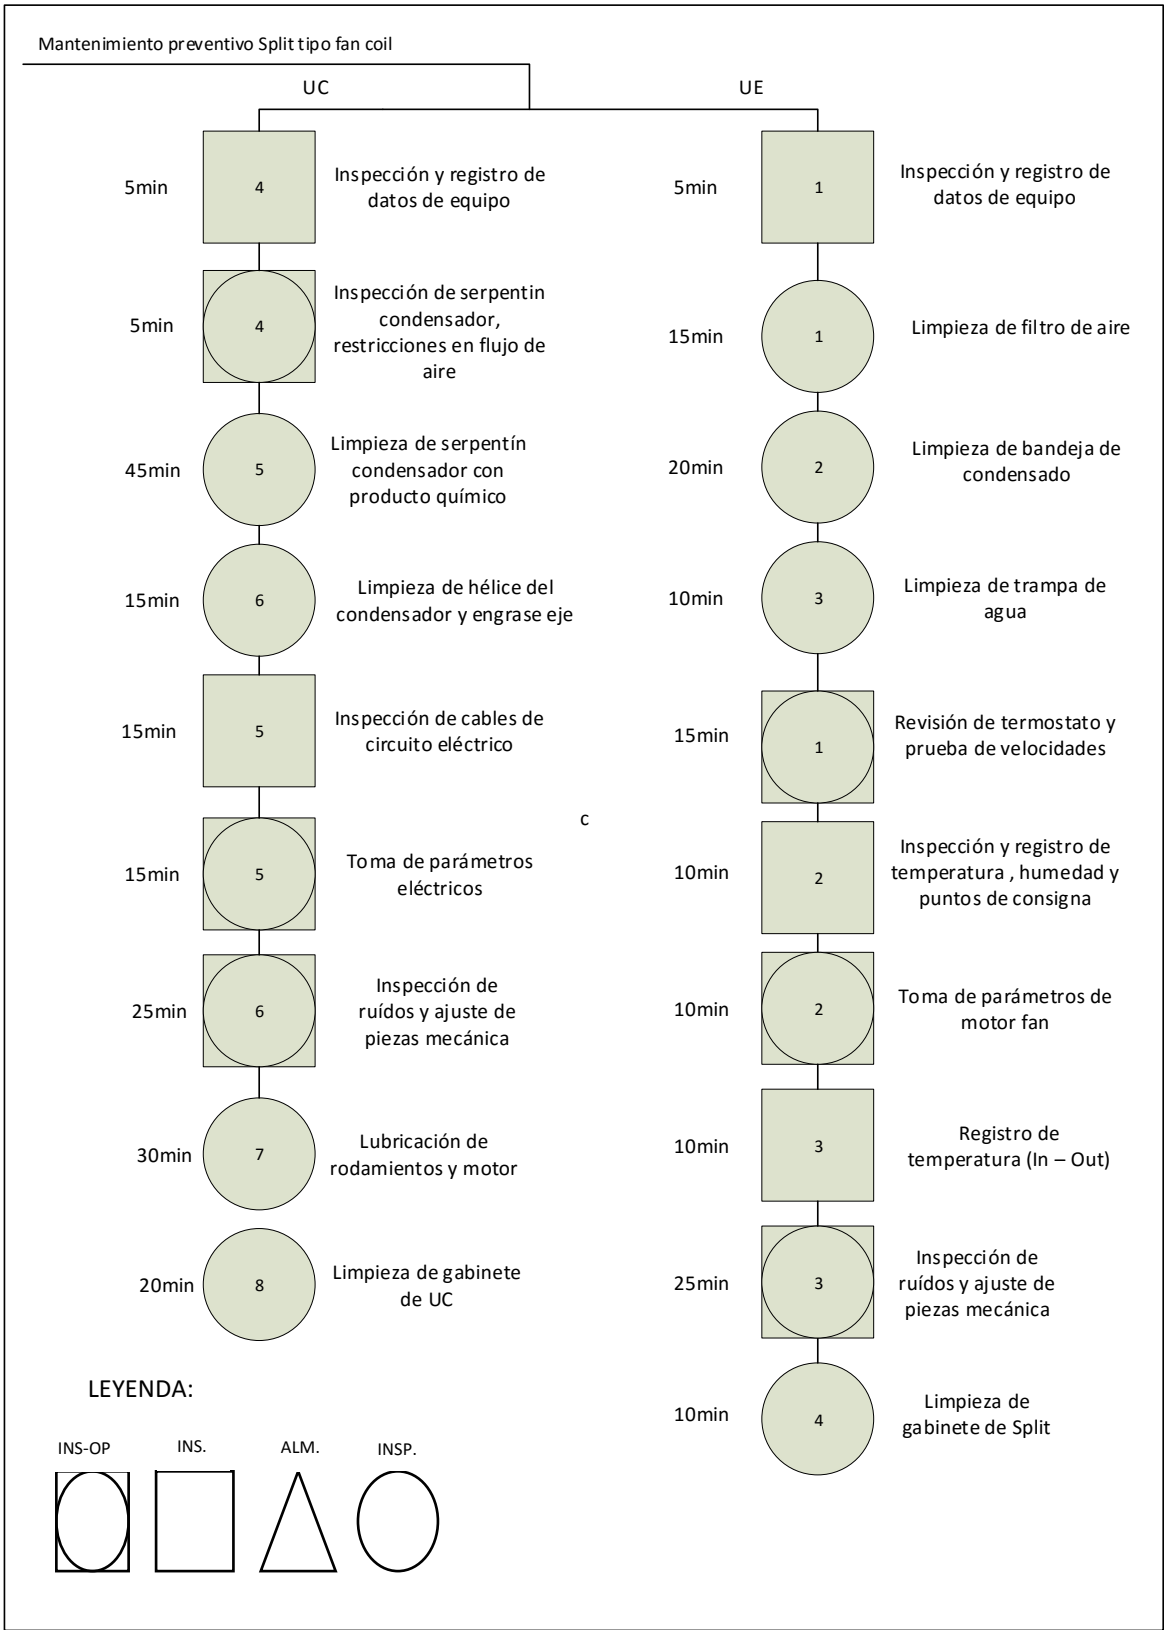 Mantenimiento preventivo Split tipo fan coil
UC
UE
5min
4
Inspección y registro de
datos de equipo
5min
4
Inspección de serpentin
condensador,
restricciones en flujo de
aire
45min
5
Limpieza de serpentín
condensador con
producto químico
15min
6
Limpieza de hélice del
condensador y engrase eje
15min
5
Inspección de cables de
circuito eléctrico
15min
5
Toma de parámetros
eléctricos
25min
6
Inspección de
ruídos y ajuste de
piezas mecánica
30min
7
Lubricación de
rodamientos y motor
20min
8
Limpieza de gabinete
de UC
c
5min
1
Inspección y registro de
datos de equipo
15min
1
Limpieza de filtro de aire
20min
2
Limpieza de bandeja de
condensado
10min
3
Limpieza de trampa de
agua
15min
1
Revisión de termostato y
prueba de velocidades
10min
2
Inspección y registro de
temperatura , humedad y
puntos de consigna
10min
2
Toma de parámetros de
motor fan
10min
3
Registro de
temperatura (In – Out)
25min
3
Inspección de
ruídos y ajuste de
piezas mecánica
10min
4
Limpieza de
gabinete de Split
LEYENDA:
INS-OP
INS.
ALM.
INSP.